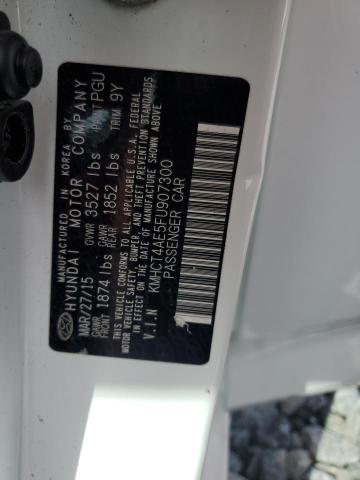 MANUFACTURED IN KOREA BY
HYUNDAI MOTOR COMPANY
MAR/27/15 GVWR 3527 lbs PAINT PGU
GAWR FRONT 1874 lbs GAWR REAR 1852 lbs TRIM 9Y
THIS VEHICLE CONFORMS TO ALL APPLICABLE U.S.A. FEDERAL
MOTOR VEHICLE SAFETY, BUMPER, AND THEFT PREVENTION
STANDARDS IN EFFECT ON THE DATE OF MANUFACTURE SHOWN ABOVE
V.I.N KMHCT4AE5FU907300
PASSENGER CAR